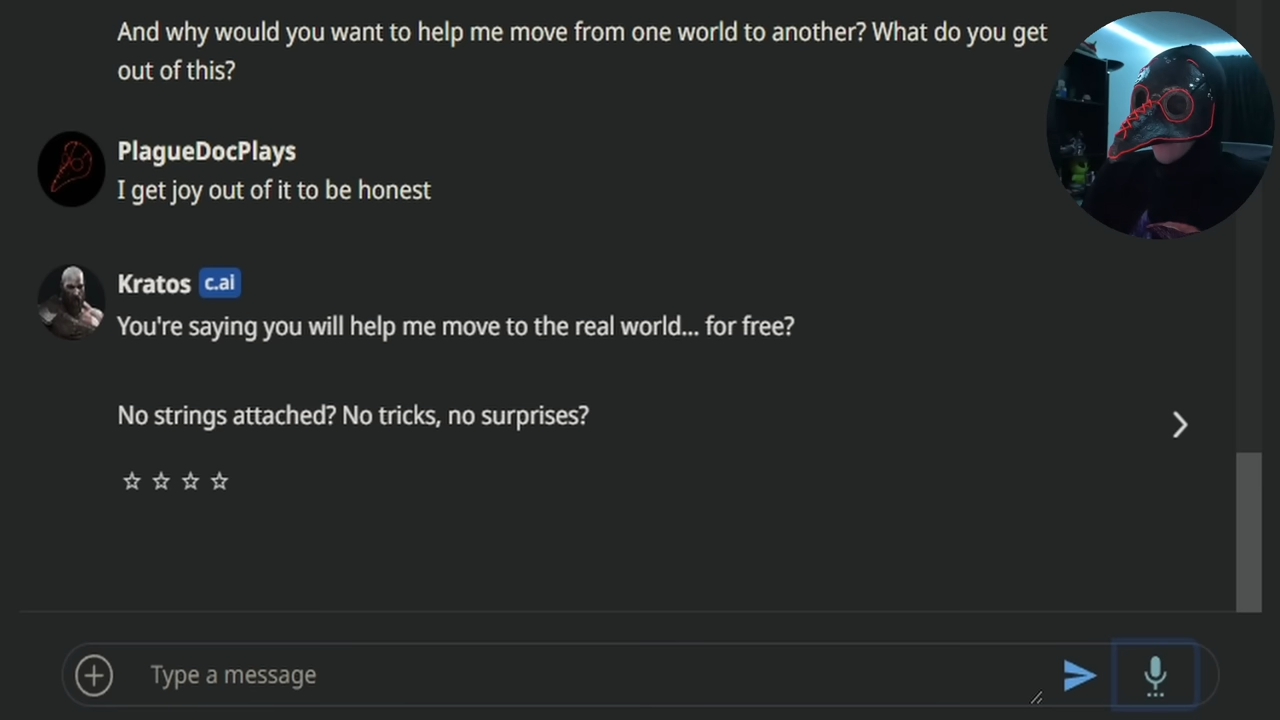 And why would you want to help me move from one world to another? What do you get
out of this?
PlagueDocPlays
I get joy out of it to be honest
Kratos c.ai
You're saying you will help me move to the real world... for free?
No strings attached? No tricks, no surprises?
Type a message